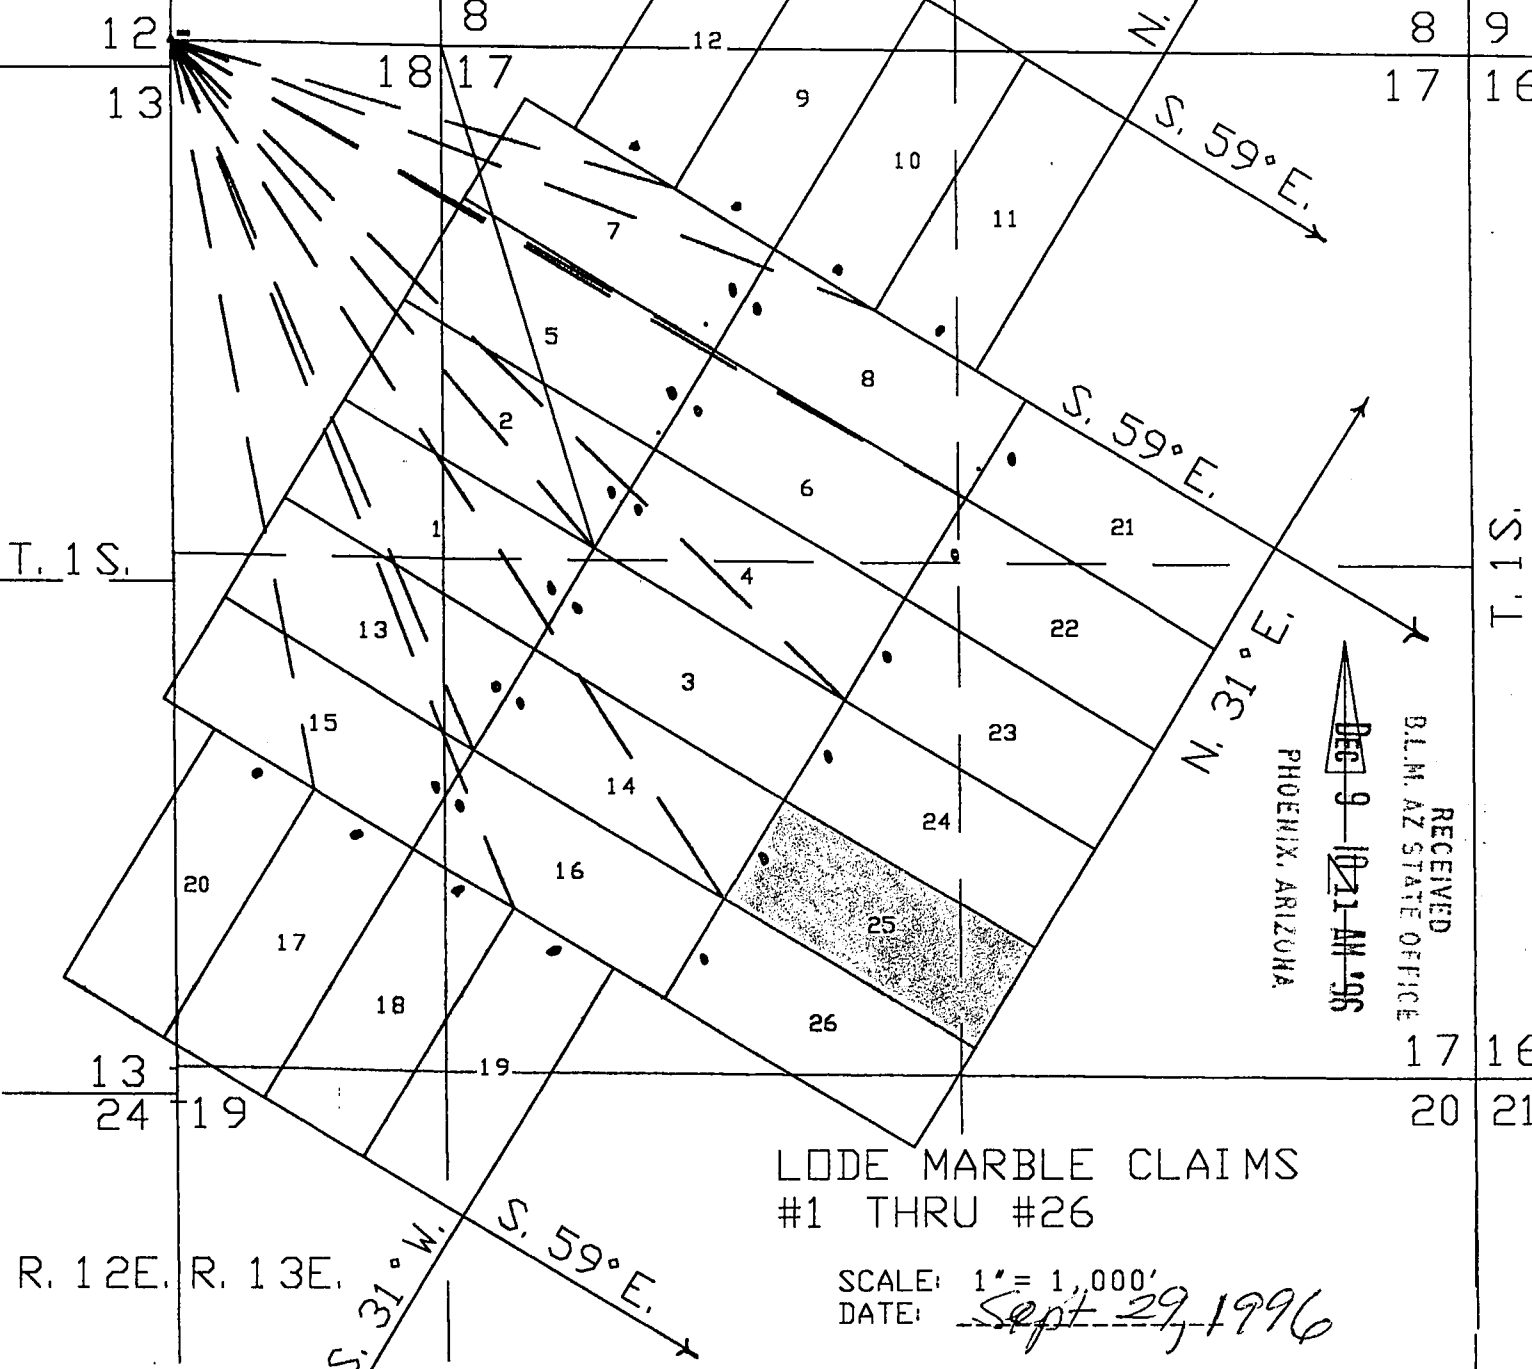 8
12
18 17
13
12
N.
8 9
17 16
S. 59° E.
9
10
11
7
5
8
2
6
S. 59° E.
21
1
4
T. 1 S.
T. 1 S.
13
22
3
N. 31° E.
15
23
14
24
20
16
25
17
18
26
RECEIVED
B.L.M. AZ STATE OFFICE
DEC 9 10 11 AM '96
PHOENIX, ARIZONA
13
24 19
19
17 16
20 21
LODE MARBLE CLAIMS
#1 THRU #26
S. 59° E.
R. 12E. R. 13E.
S. 31° W.
SCALE: 1" = 1,000'
DATE: Sept 29, 1996